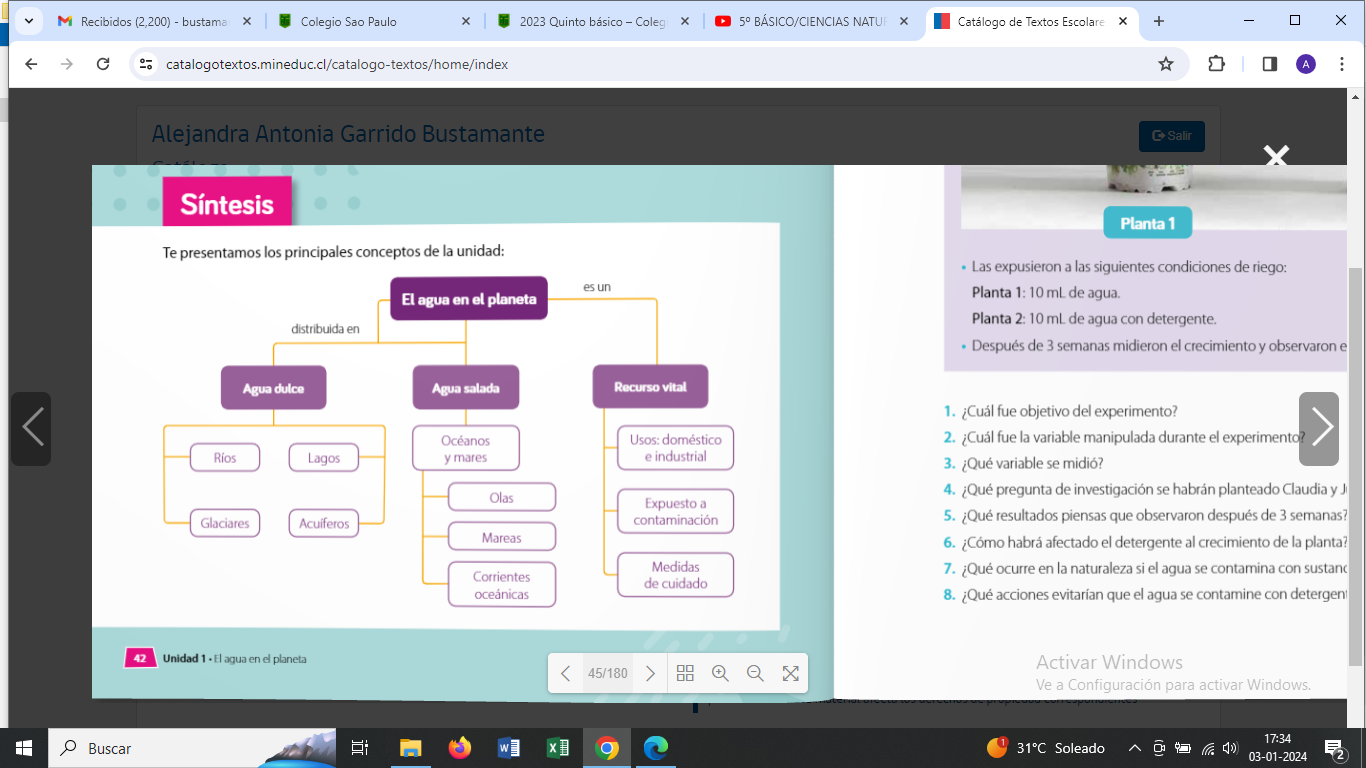 Recibidos (2,200) - bustama
Colegio Sao Paulo
2023 Quinto básico – Coleg
5º BÁSICO/CIENCIAS NATUR
Catálogo de Textos Escolare
catalogotextos.mineduc.cl/catalogo-textos/home/index
A
Alejandra Antonia Garrido Bustamante
Salir
Síntesis
Te presentamos los principales conceptos de la unidad:
El agua en el planeta
es un
distribuida en
Agua dulce
Agua salada
Recurso vital
Ríos
Lagos
Glaciares
Acuíferos
Océanos
y mares
Olas
Mareas
Corrientes
oceánicas
Usos: doméstico
e industrial
Expuesto a
contaminación
Medidas
de cuidado
42 Unidad 1 • El agua en el planeta
Planta 1
• Las expusieron a las siguientes condiciones de riego:
Planta 1: 10 mL de agua.
Planta 2: 10 mL de agua con detergente.
• Después de 3 semanas midieron el crecimiento y observaron e
1. ¿Cuál fue objetivo del experimento?
2. ¿Cuál fue la variable manipulada durante el experimento?
3. ¿Qué variable se midió?
4. ¿Qué pregunta de investigación se habrán planteado Claudia y J
5. ¿Qué resultados piensas que observaron después de 3 semanas?
6. ¿Cómo habrá afectado el detergente al crecimiento de la planta?
7. ¿Qué ocurre en la naturaleza si el agua se contamina con sustanc
8. ¿Qué acciones evitarían que el agua se contamine con detergent
45/180
Activar Windows
Ve a Configuración para activar Windows.
Buscar
31°C Soleado
17:34
03-01-2024
2